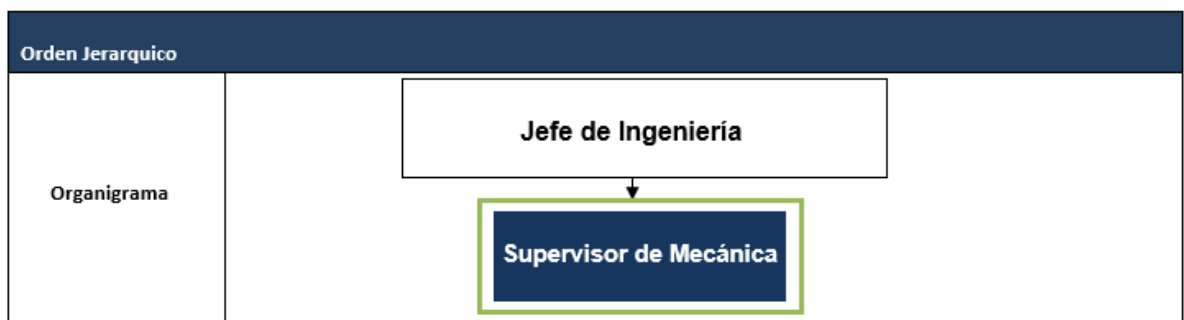 Orden Jerarquico
Jefe de Ingeniería
Organigrama
Supervisor de Mecánica